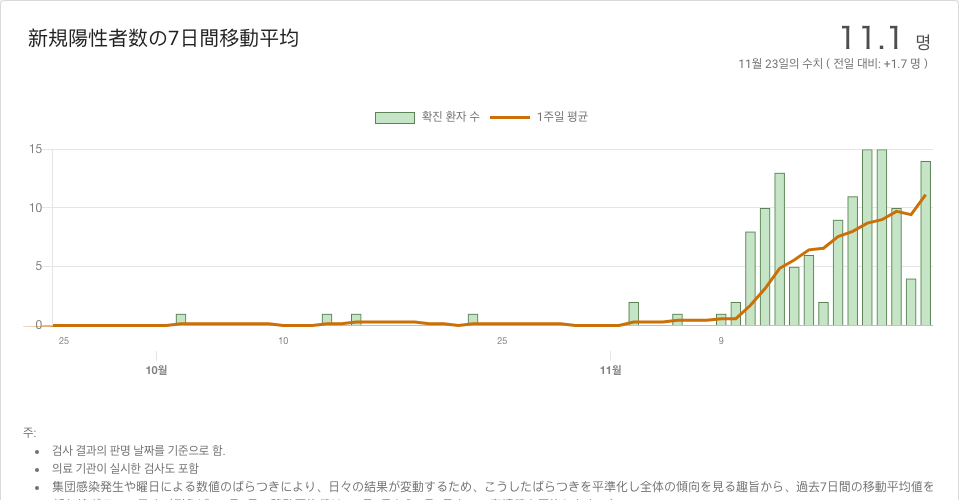 新規陽性者数の7日間移動平均
11.1 名
11월 23일의 수치 ( 전일 대비: +1.7 명 )
확진 환자 수 1주일 평균
15
10
5
0
25 10 25 9
10월 11월
주:
검사 결과의 판명 날짜를 기준으로 함.
의료 기관이 실시한 검사도 포함
集団感染発生や曜日による数値のばらつきにより、日々の結果が変動するため、こうしたばらつきを平準化し全体の傾向を見る趣旨から、過去7日間の移動平均値を